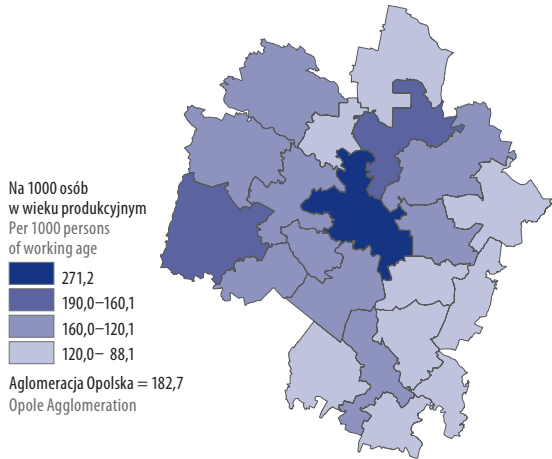 Na 1000 osób
w wieku produkcyjnym
Per 1000 persons
of working age
271,2
190,0–160,1
160,0–120,1
120,0– 88,1
Aglomeracja Opolska = 182,7
Opole Agglomeration